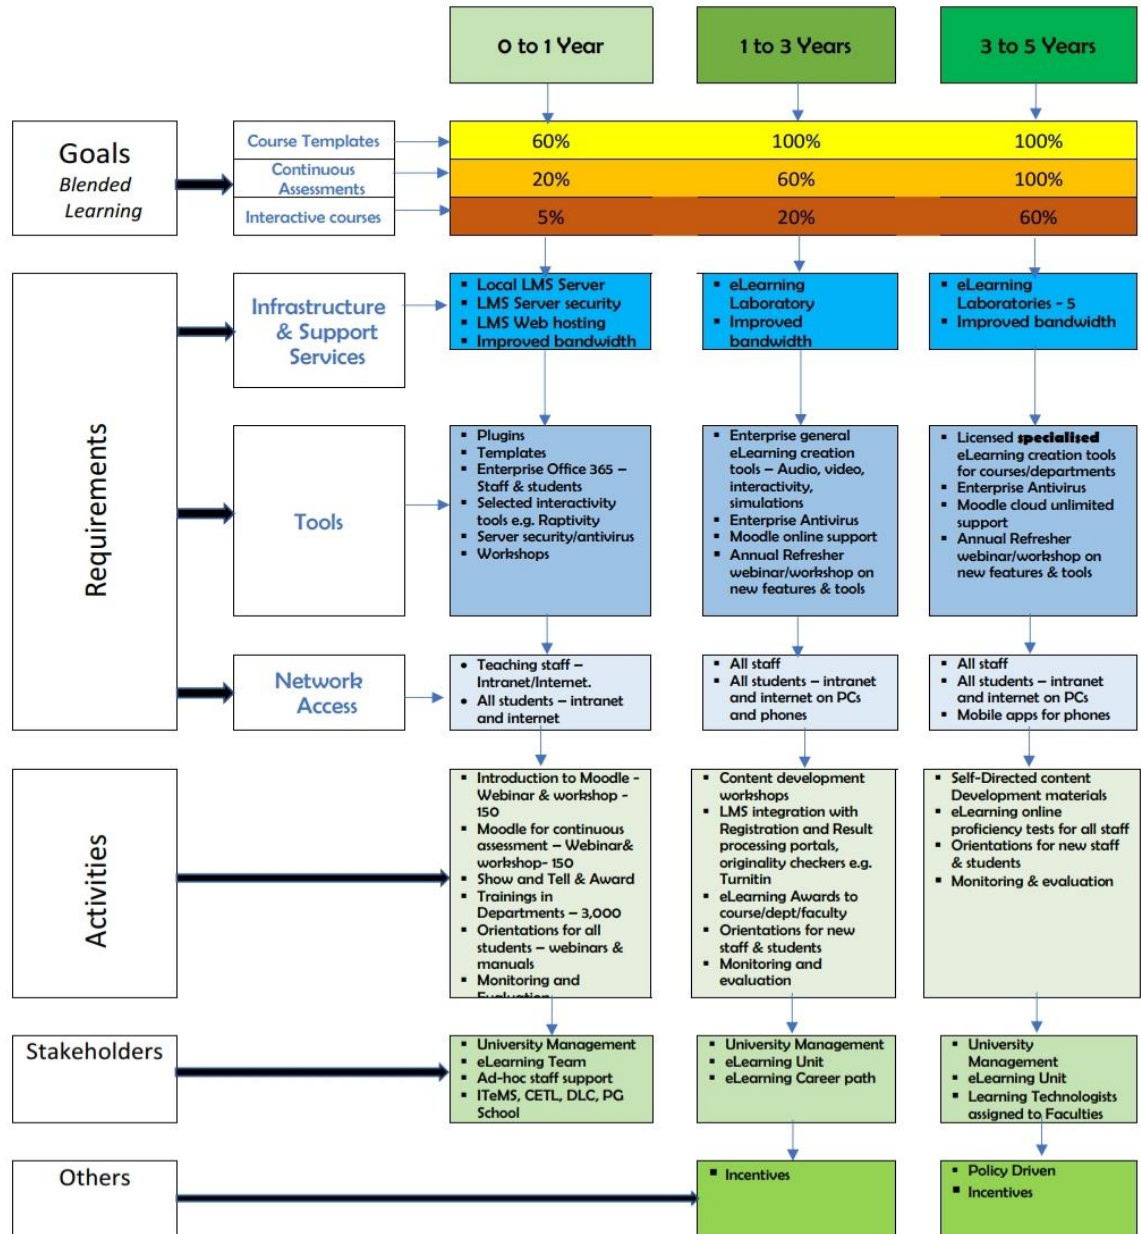 0 to 1 Year
1 to 3 Years
3 to 5 Years
Goals
Blended
Learning
Course Templates
60%
100%
100%
Continuous
Assessments
20%
60%
100%
Interactive courses
5%
20%
60%
Requirements
Infrastructure
& Support
Services
▪ Local LMS Server
▪ LMS Server security
▪ LMS Web hosting
▪ Improved bandwidth
▪ eLearning
Laboratory
▪ Improved
bandwidth
▪ eLearning
Laboratories - 5
▪ Improved bandwidth
Tools
▪ Plugins
▪ Templates
▪ Enterprise Office 365 –
Staff & students
▪ Selected interactivity
tools e.g. Raptivity
▪ Server security/antivirus
▪ Workshops
▪ Enterprise general
eLearning creation
tools – Audio, video,
interactivity,
simulations
▪ Enterprise Antivirus
▪ Moodle online support
▪ Annual Refresher
webinar/workshop on
new features & tools
▪ Licensed specialised
eLearning creation tools
for courses/departments
▪ Enterprise Antivirus
▪ Moodle cloud unlimited
support
▪ Annual Refresher
webinar/workshop on
new features & tools
Network
Access
• Teaching staff –
Intranet/Internet.
• All students – intranet
and internet
▪ All staff
▪ All students – intranet
and internet on PCs
and phones
▪ All staff
▪ All students – intranet
and internet on PCs
▪ Mobile apps for phones
Activities
▪ Introduction to Moodle -
Webinar & workshop -
150
▪ Moodle for continuous
assessment – Webinar&
workshop- 150
▪ Show and Tell & Award
▪ Trainings in
Departments – 3,000
▪ Orientations for all
students – webinars &
manuals
▪ Monitoring and
Evaluation
▪ Content development
workshops
▪ LMS integration with
Registration and Result
processing portals,
originality checkers e.g.
Turnitin
▪ eLearning Awards to
course/dept/faculty
▪ Orientations for new
staff & students
▪ Monitoring and
evaluation
▪ Self-Directed content
Development materials
▪ eLearning online
proficiency tests for all staff
▪ Orientations for new staff
& students
▪ Monitoring & evaluation
Stakeholders
▪ University Management
▪ eLearning Team
▪ Ad-hoc staff support
▪ ITeMS, CETL, DLC, PG
School
▪ University Management
▪ eLearning Unit
▪ eLearning Career path
▪ University
Management
▪ eLearning Unit
▪ Learning Technologists
assigned to Faculties
Others
▪ Incentives
▪ Policy Driven
▪ Incentives